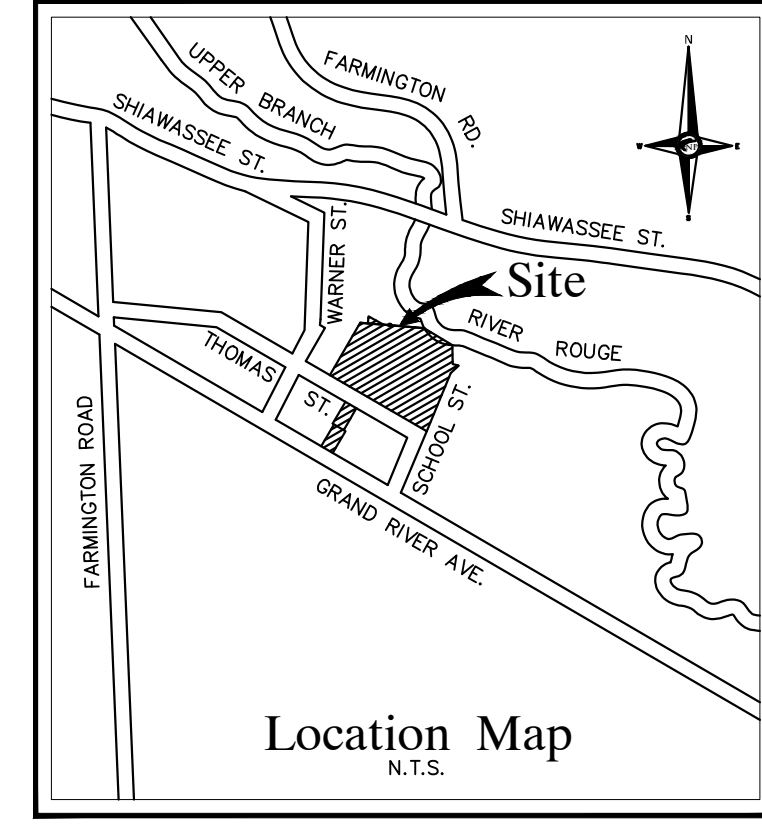 N
W
E
S
NF
UPPER BRANCH
FARMINGTON RD.
SHIAWASSEE ST.
SHIAWASSEE ST.
WARNER ST.
Site
RIVER ROUGE
THOMAS ST.
SCHOOL ST.
FARMINGTON ROAD
GRAND RIVER AVE.
Location Map
N.T.S.